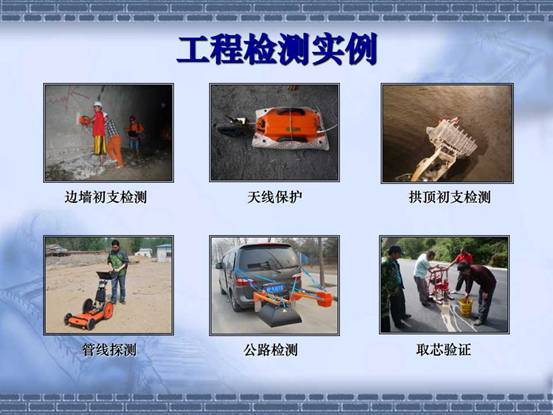 工程检测实例
边墙初支检测
天线保护
拱顶初支检测
管线探测
公路检测
取芯验证